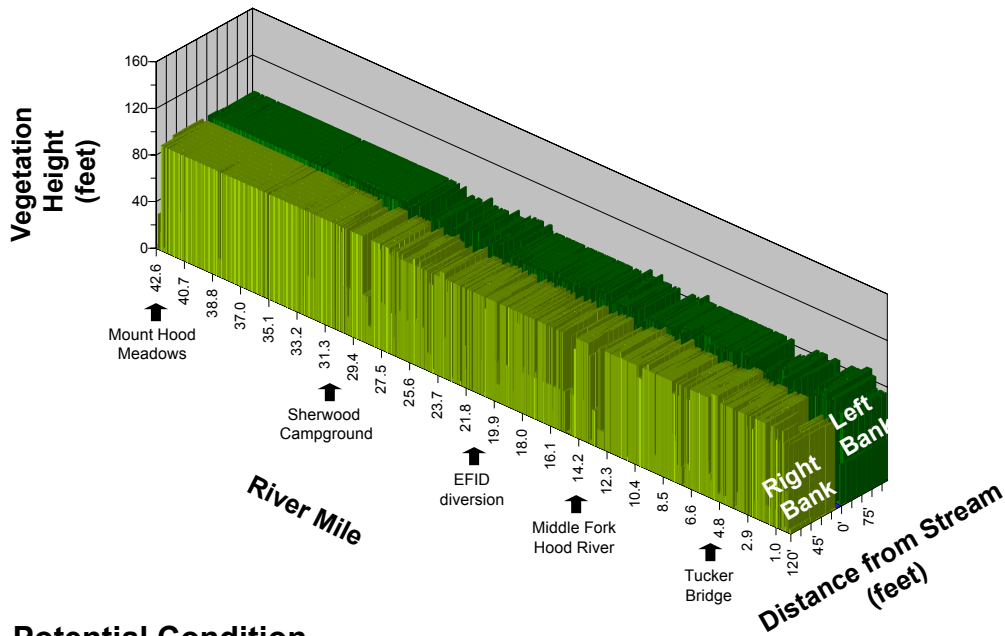 Vegetation
Height
(feet)
160
120
80
40
0
42.6
40.7
38.8
37.0
35.1
33.2
31.3
29.4
27.5
25.6
23.7
21.8
19.9
18.0
16.1
14.2
12.3
10.4
8.5
6.6
4.8
2.9
1.0
Mount Hood
Meadows
Sherwood
Campground
EFID
diversion
Middle Fork
Hood River
Tucker
Bridge
River Mile
Right
Bank
Left
Bank
120'
45'
0'
75'
Distance from Stream
(feet)
Potential Condition